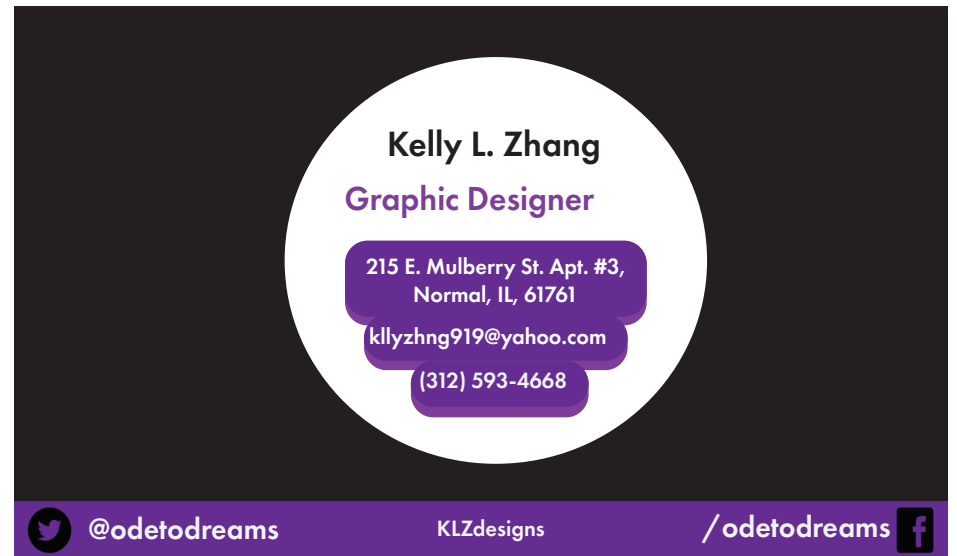 Kelly L. Zhang
Graphic Designer
215 E. Mulberry St. Apt. #3,
Normal, IL, 61761
kllyzhng919@yahoo.com
(312) 593-4668
@odetodreams
KLZdesigns
/odetodreams